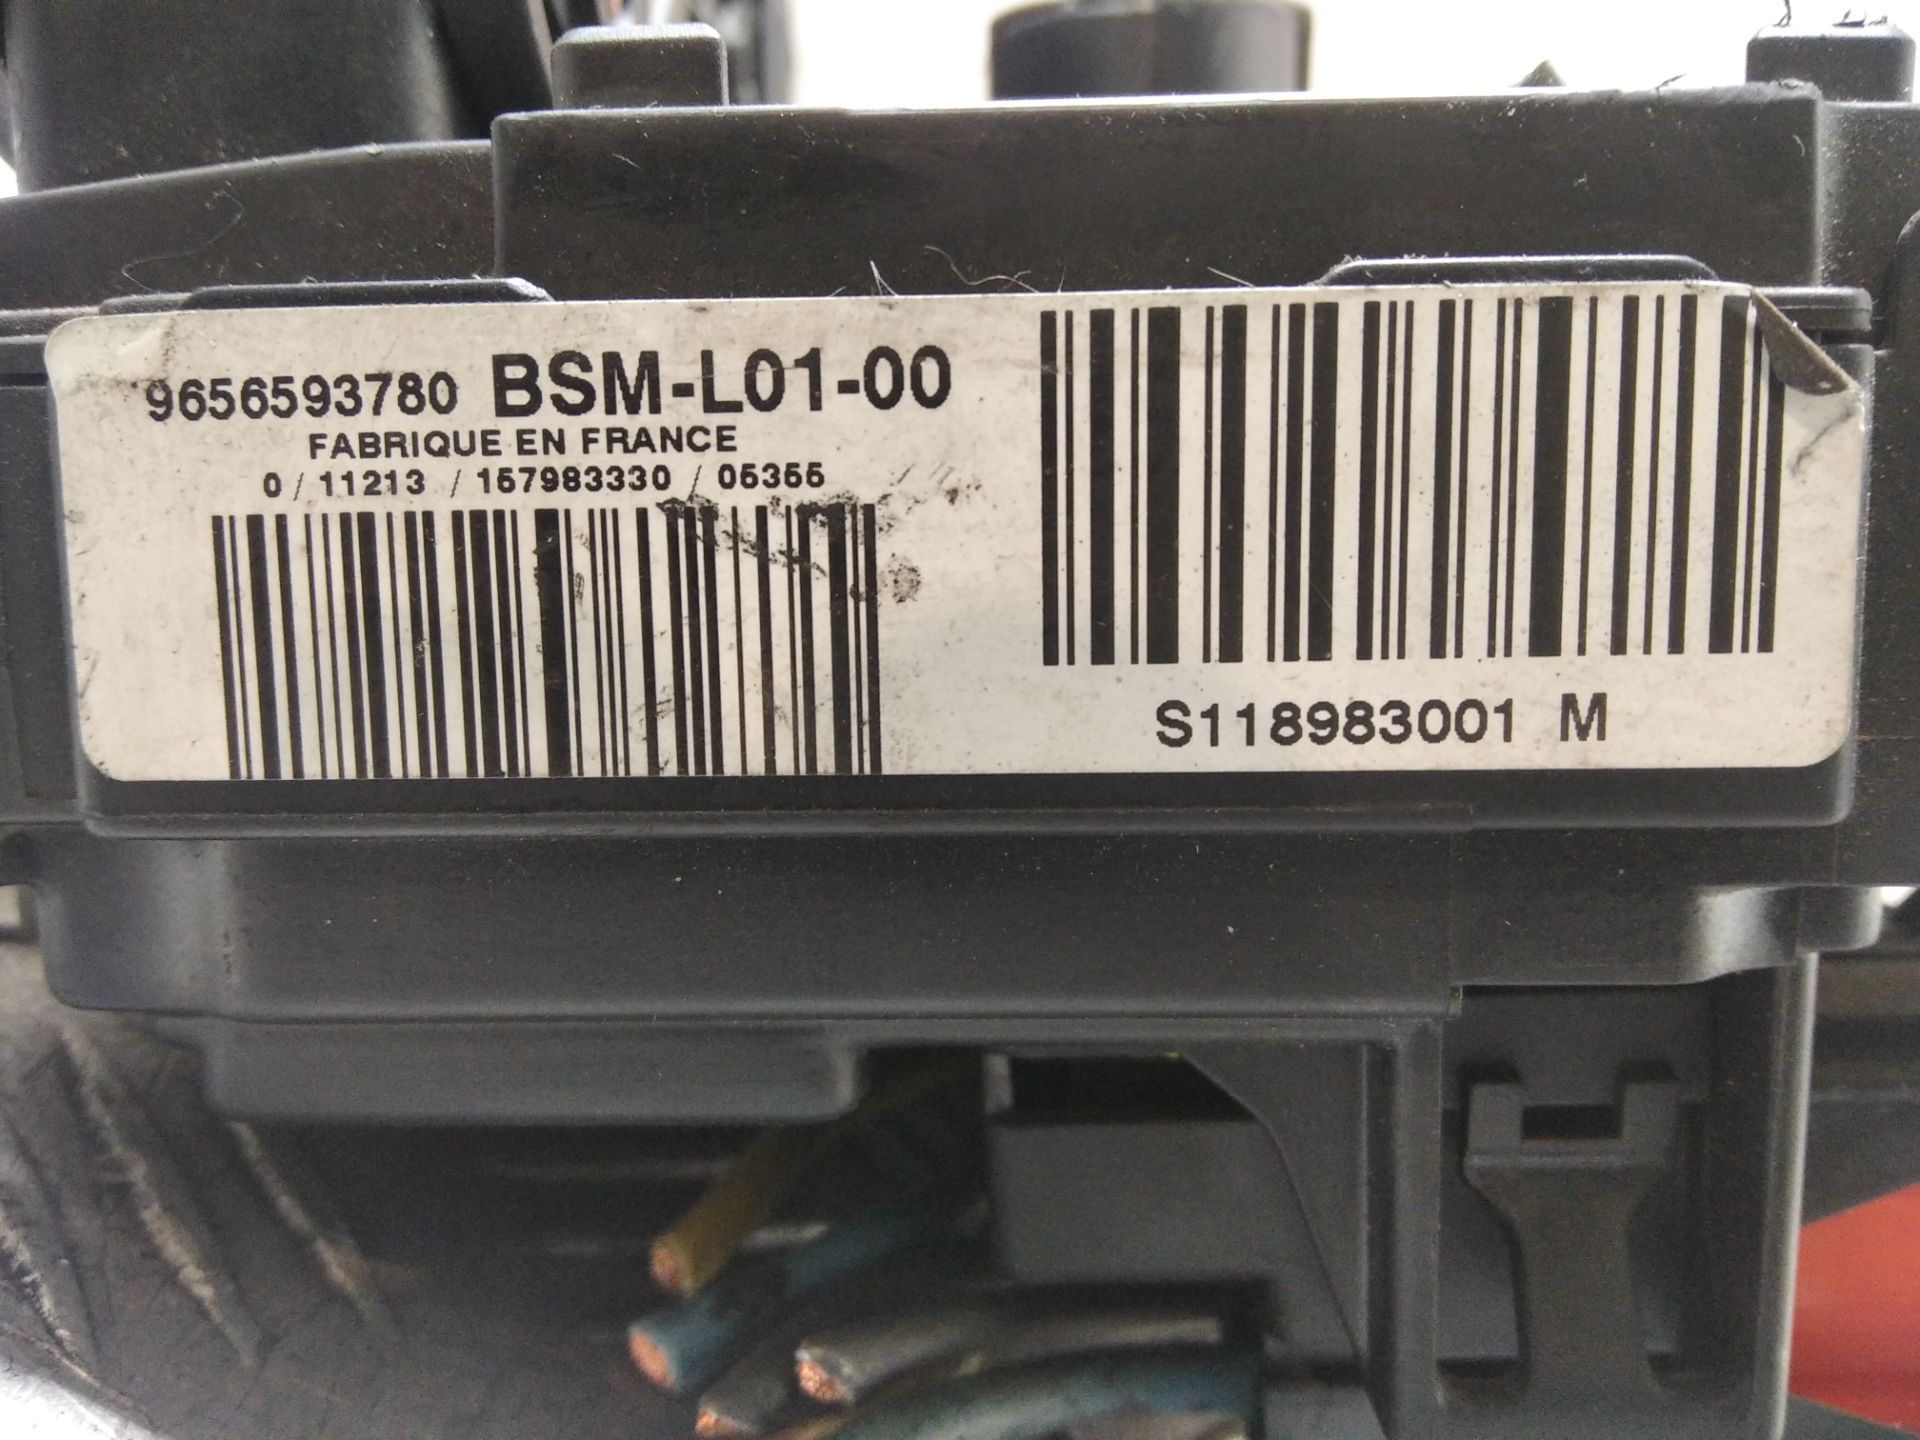 9656593780 BSM-L01-00
FABRIQUE EN FRANCE
0 / 11213 / 157983330 / 05355
S118983001 M